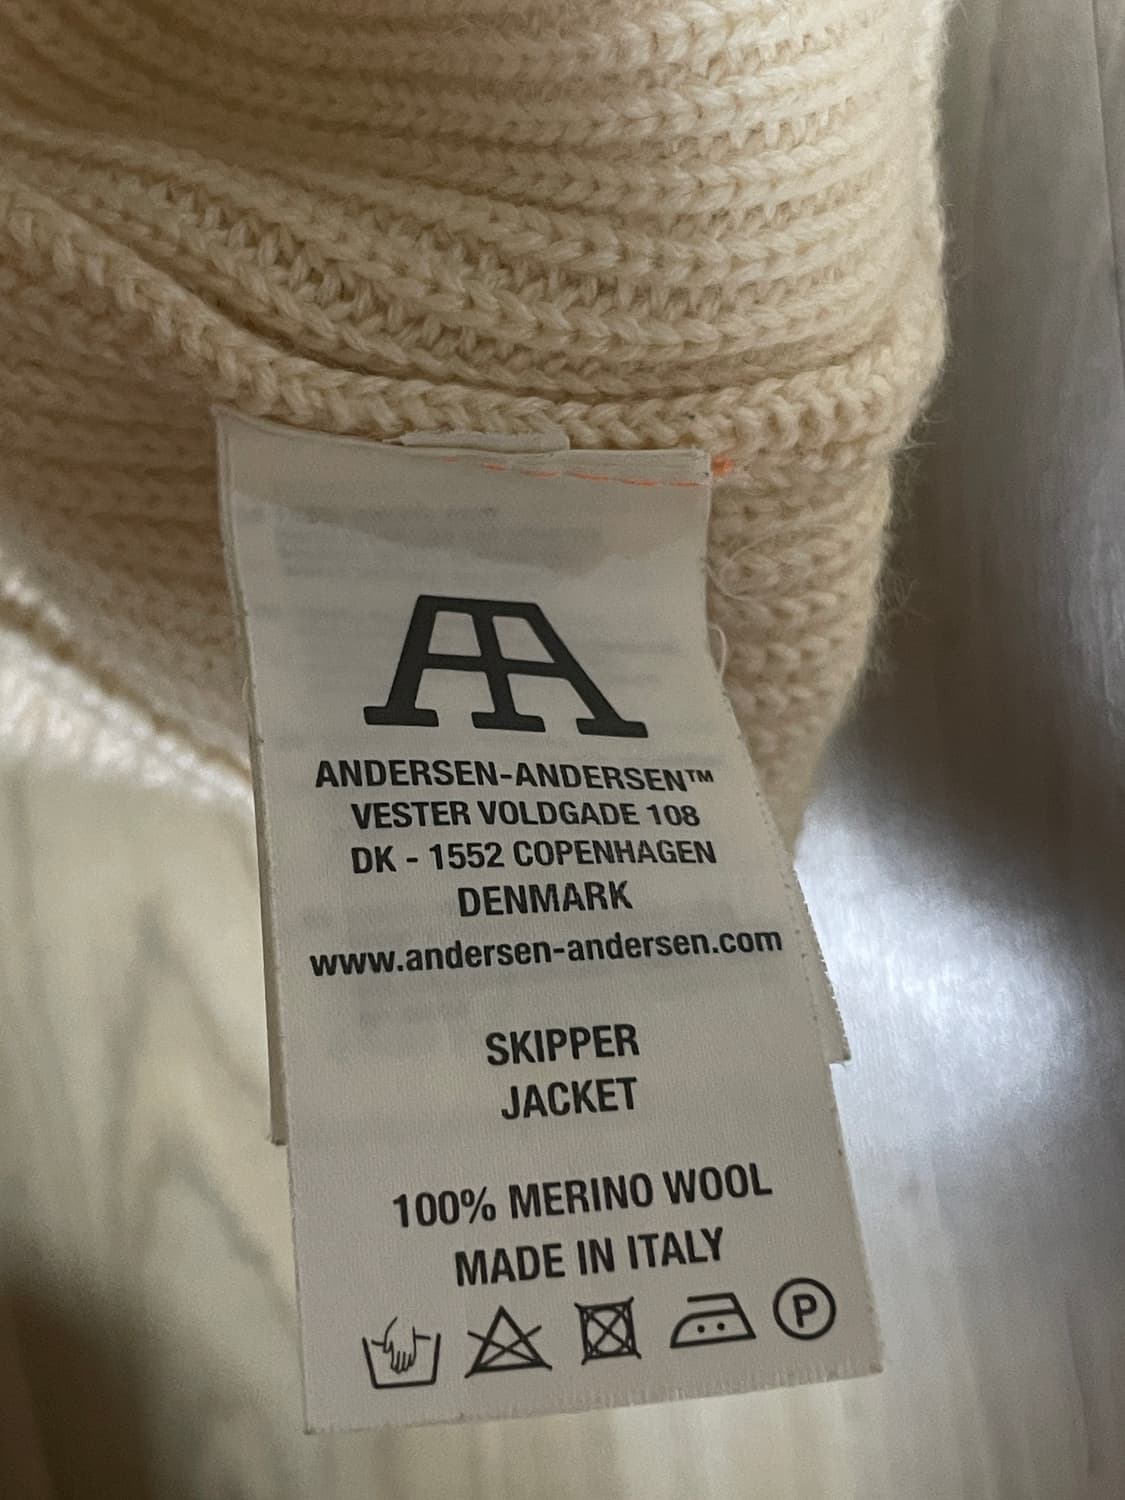 ANDERSEN-ANDERSEN™
VESTER VOLDGADE 108
DK - 1552 COPENHAGEN
DENMARK
www.andersen-andersen.com
SKIPPER
JACKET
100% MERINO WOOL
MADE IN ITALY
P